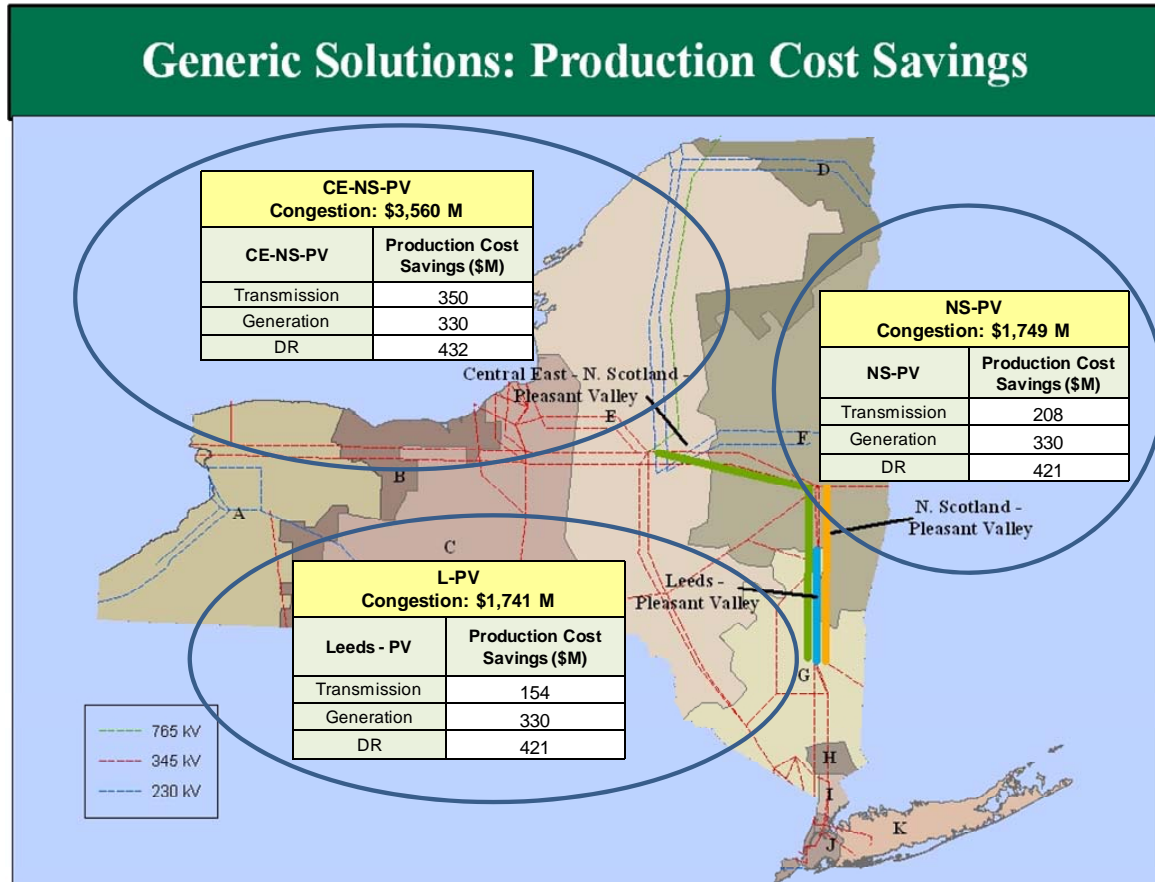 Generic Solutions: Production Cost Savings
CE-NS-PV
Congestion: $3,560 M
CE-NS-PV
Production Cost
Savings ($M)
Transmission
350
Generation
330
DR
432
D
NS-PV
Congestion: $1,749 M
NS-PV
Production Cost
Savings ($M)
Transmission
208
Generation
330
DR
421
Central East - N. Scotland -
Pleasant Valley
E
F
B
A
C
N. Scotland -
Pleasant Valley
L-PV
Congestion: $1,741 M
Leeds - PV
Production Cost
Savings ($M)
Transmission
154
Generation
330
DR
421
Leeds -
Pleasant Valley
G
765 kV
345 kV
230 kV
H
I
K
J